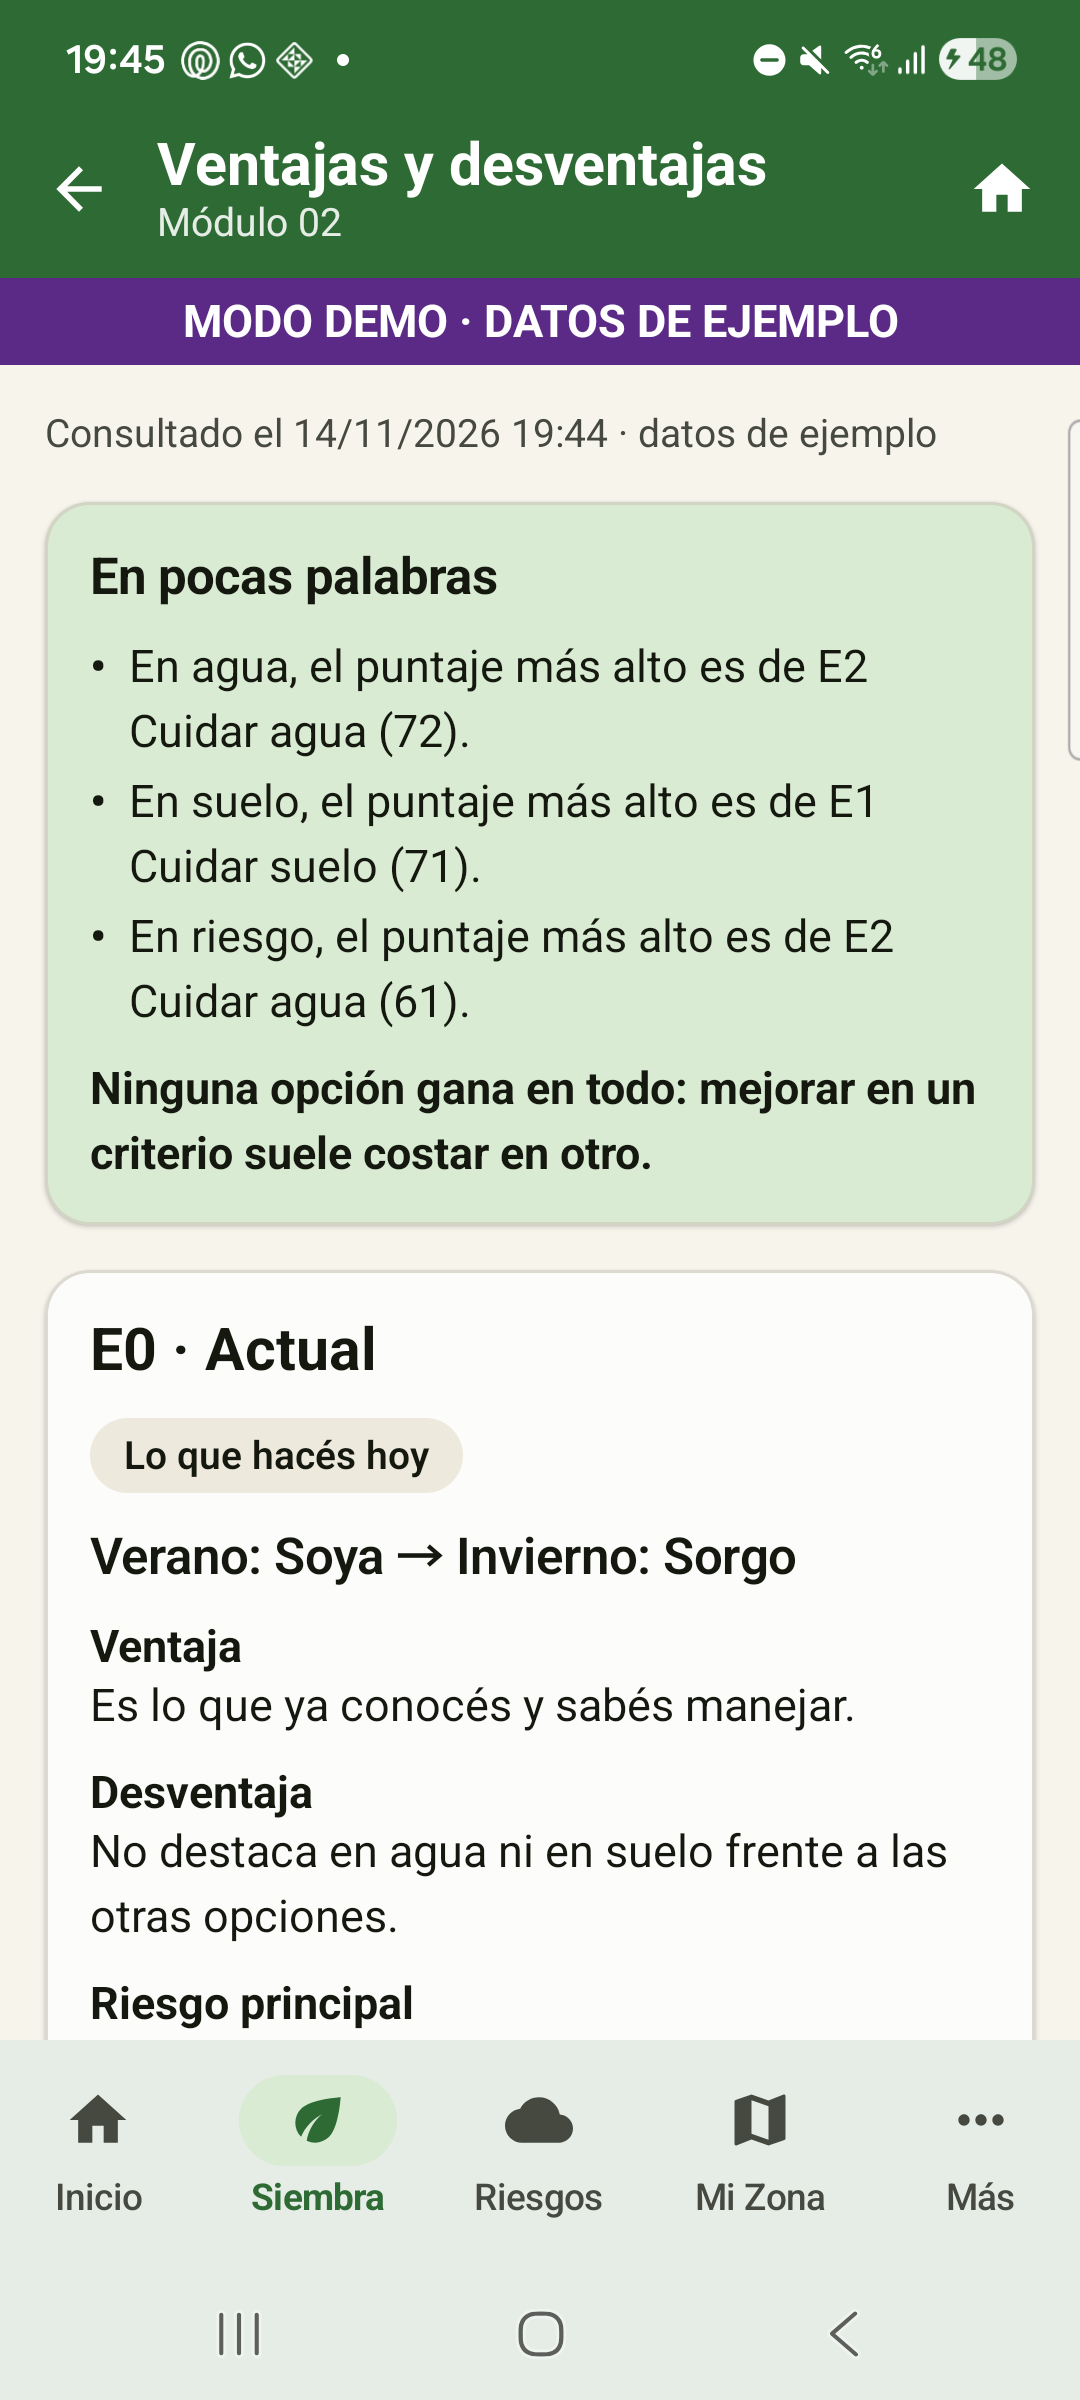 19:45
6
48
Ventajas y desventajas
Módulo 02
MODO DEMO · DATOS DE EJEMPLO
Consultado el 14/11/2026 19:44 · datos de ejemplo
En pocas palabras
• En agua, el puntaje más alto es de E2
Cuidar agua (72).
• En suelo, el puntaje más alto es de E1
Cuidar suelo (71).
• En riesgo, el puntaje más alto es de E2
Cuidar agua (61).
Ninguna opción gana en todo: mejorar en un
criterio suele costar en otro.
E0 · Actual
Lo que hacés hoy
Verano: Soya → Invierno: Sorgo
Ventaja
Es lo que ya conocés y sabés manejar.
Desventaja
No destaca en agua ni en suelo frente a las
otras opciones.
Riesgo principal
Inicio
Siembra
Riesgos
Mi Zona
Más